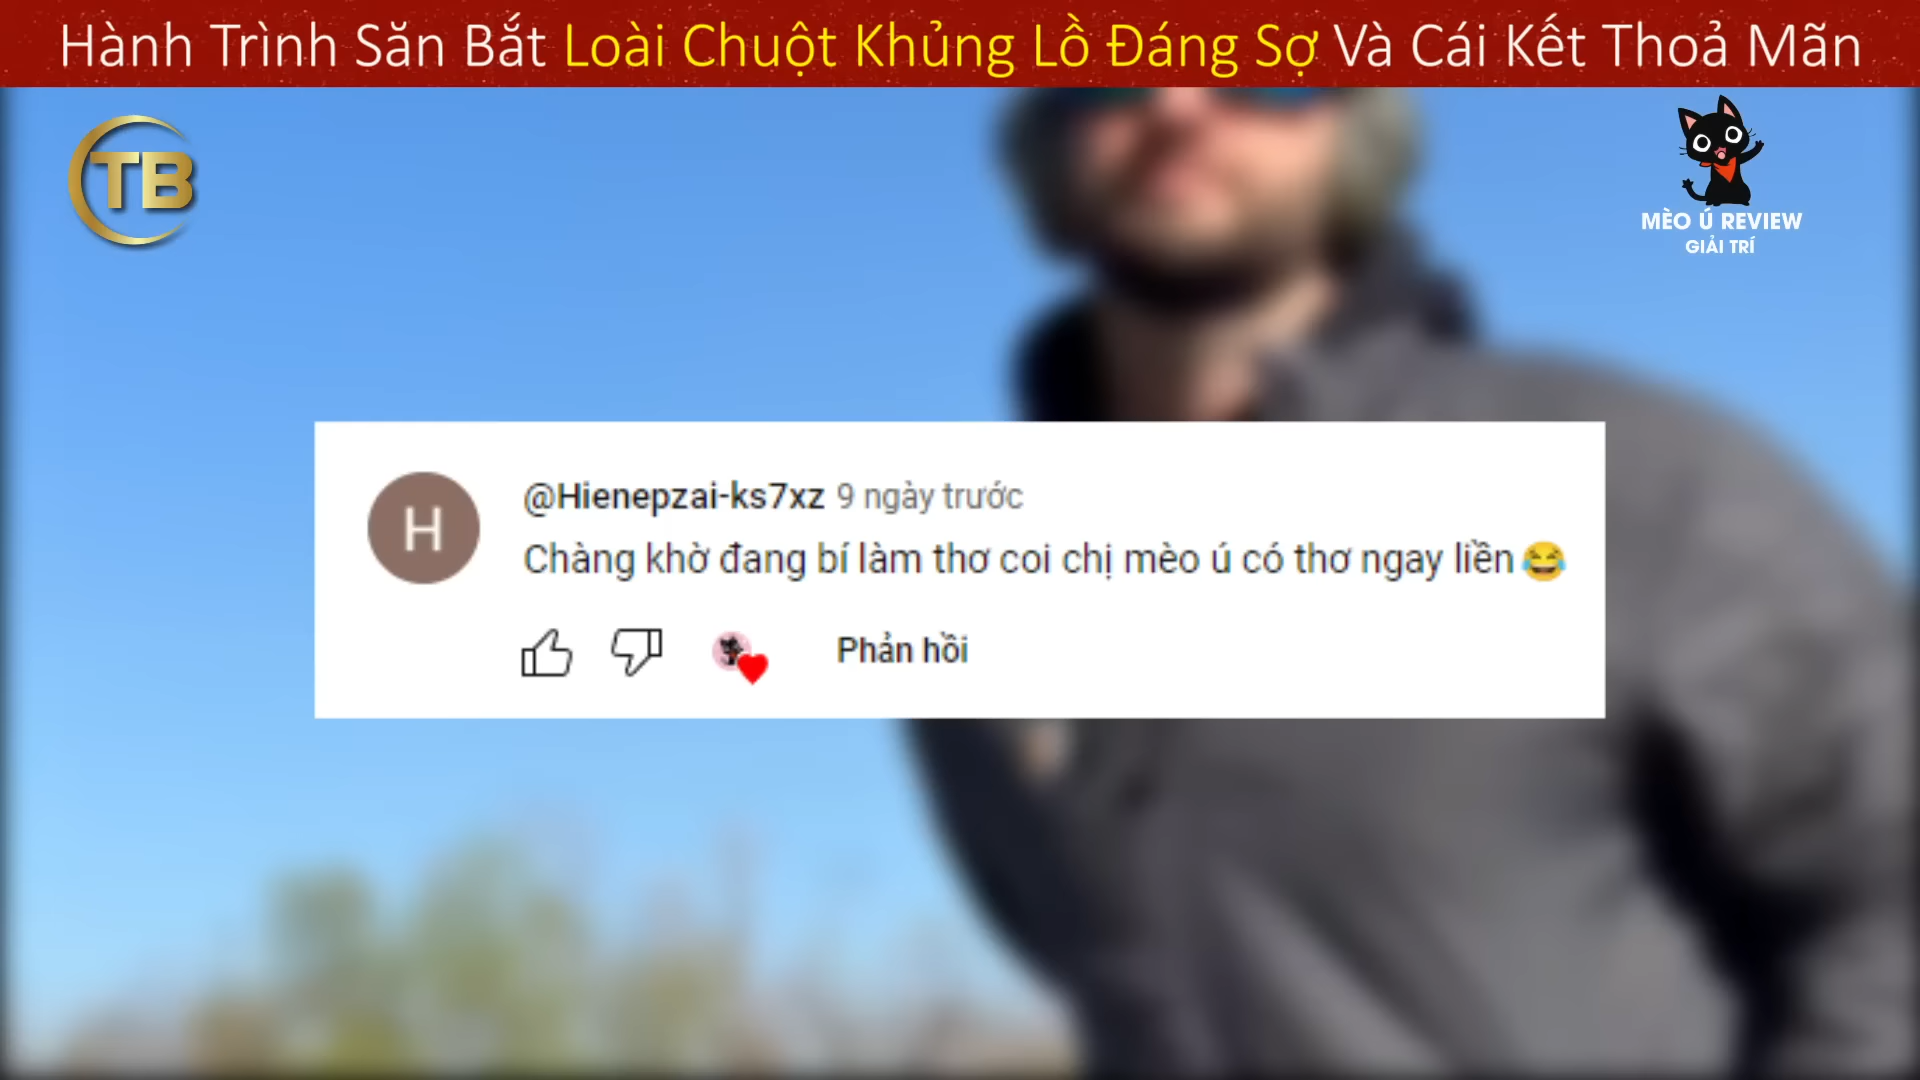 Hành Trình Săn Bắt Loài Chuột Khủng Lồ Đáng Sợ Và Cái Kết Thoả Mãn
TB
MÈO Ú REVIEW
GIẢI TRÍ
H
@Hienepzai-ks7xz 9 ngày trước
Chàng khờ đang bí làm thơ coi chị mèo ú có thơ ngay liền😂
Phản hồi